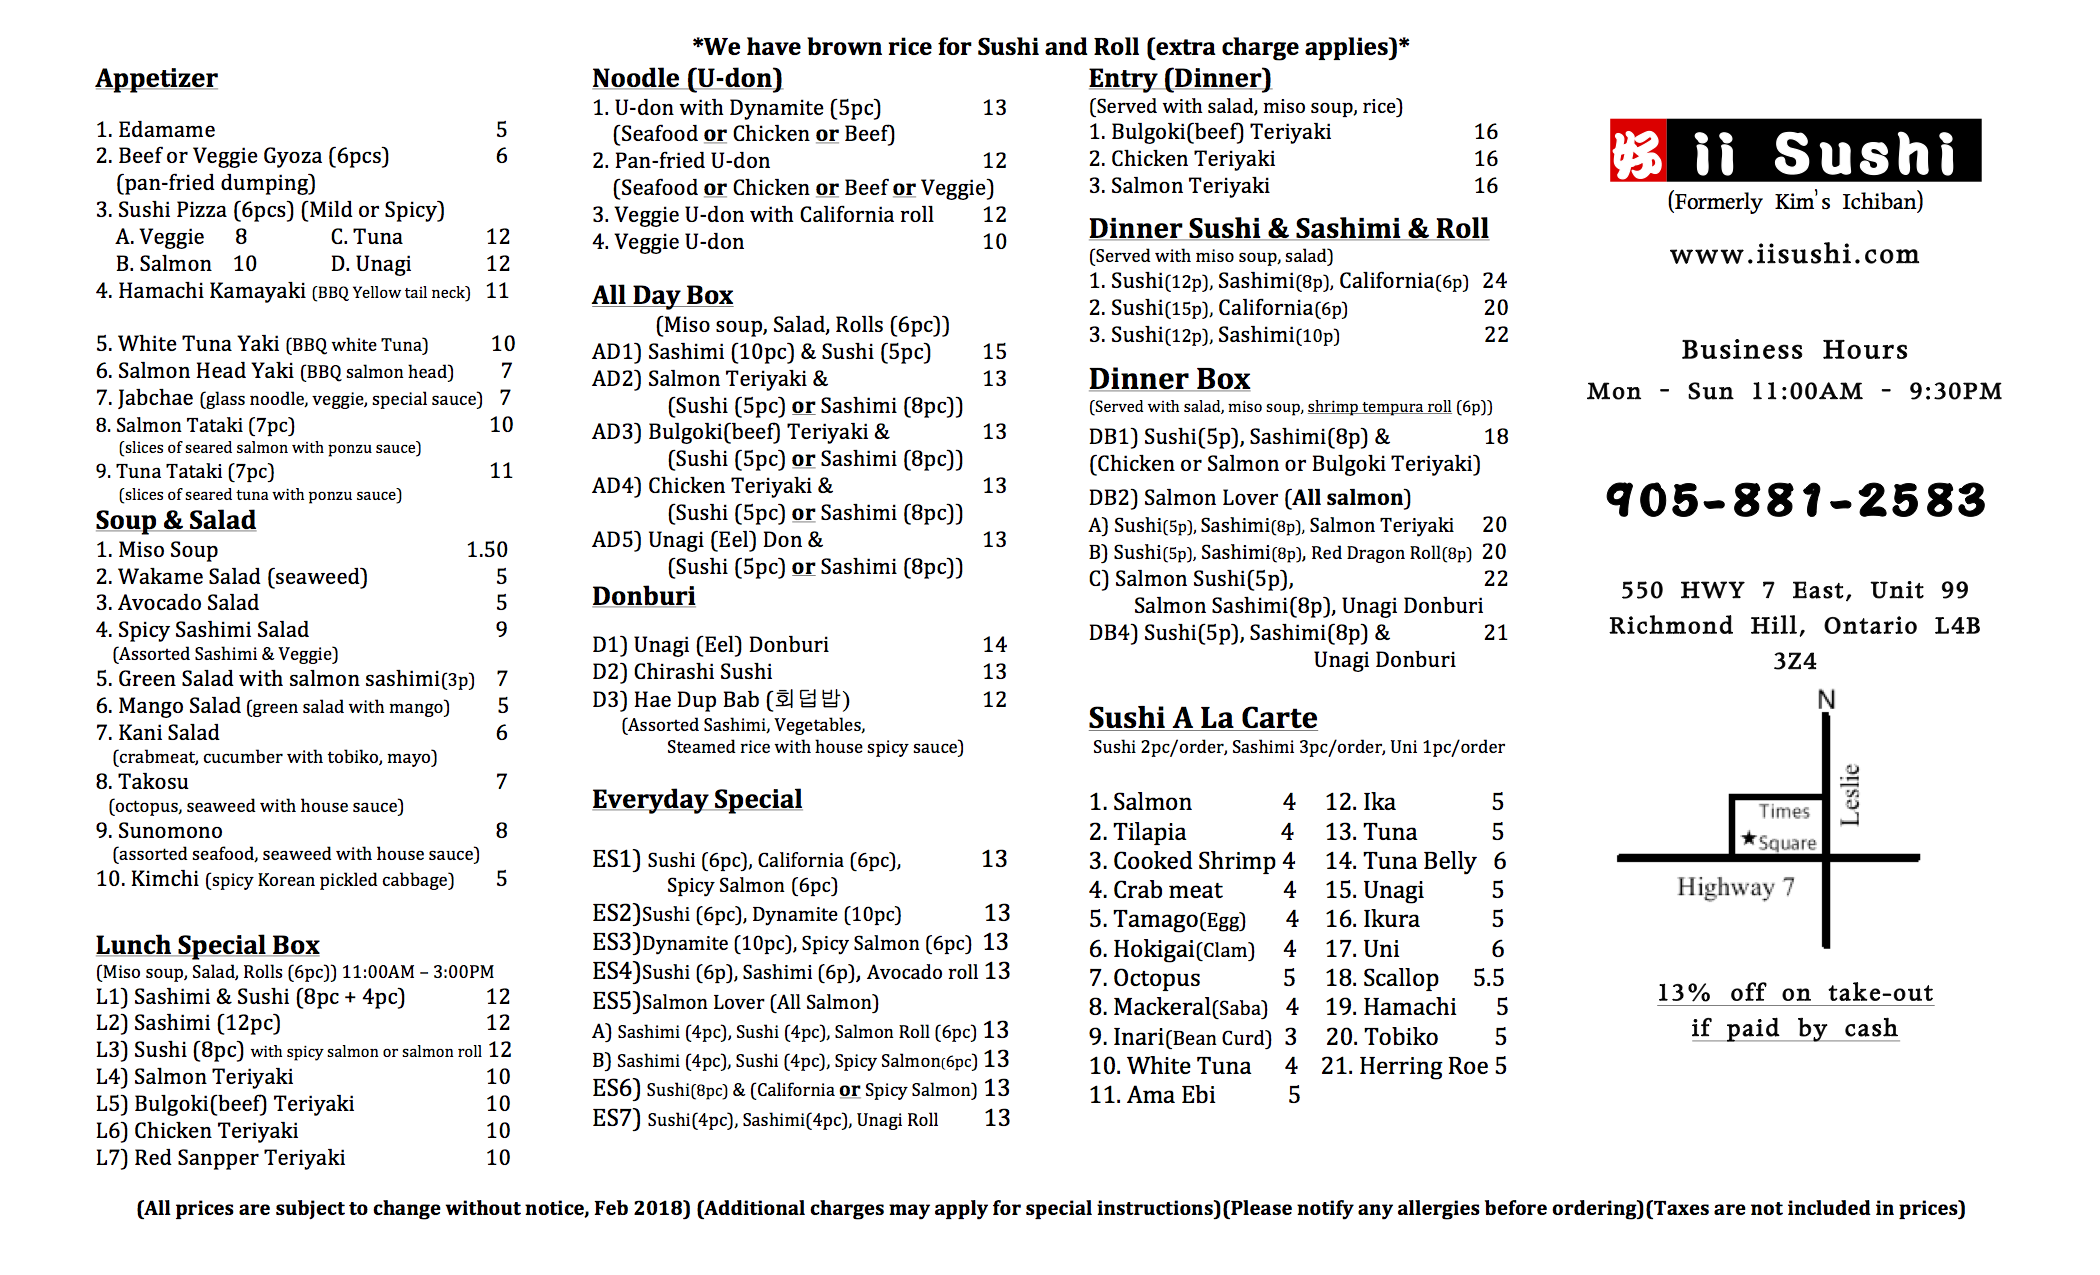 *We have brown rice for Sushi and Roll (extra charge applies)*
Appetizer
1. Edamame 5
2. Beef or Veggie Gyoza (6pcs) 6
(pan-fried dumping)
3. Sushi Pizza (6pcs) (Mild or Spicy)
A. Veggie 8 C. Tuna 12
B. Salmon 10 D. Unagi 12
4. Hamachi Kamayaki (BBQ Yellow tail neck) 11
5. White Tuna Yaki (BBQ white Tuna) 10
6. Salmon Head Yaki (BBQ salmon head) 7
7. Jabchae (glass noodle, veggie, special sauce) 7
8. Salmon Tataki (7pc) 10
(slices of seared salmon with ponzu sauce)
9. Tuna Tataki (7pc) 11
(slices of seared tuna with ponzu sauce)
Soup & Salad
1. Miso Soup 1.50
2. Wakame Salad (seaweed) 5
3. Avocado Salad 5
4. Spicy Sashimi Salad 9
(Assorted Sashimi & Veggie)
5. Green Salad with salmon sashimi(3p) 7
6. Mango Salad (green salad with mango) 5
7. Kani Salad 6
(crabmeat, cucumber with tobiko, mayo)
8. Takosu 7
(octopus, seaweed with house sauce)
9. Sunomono 8
(assorted seafood, seaweed with house sauce)
10. Kimchi (spicy Korean pickled cabbage) 5
Lunch Special Box
(Miso soup, Salad, Rolls (6pc)) 11:00AM – 3:00PM
L1) Sashimi & Sushi (8pc + 4pc) 12
L2) Sashimi (12pc) 12
L3) Sushi (8pc) with spicy salmon or salmon roll 12
L4) Salmon Teriyaki 10
L5) Bulgoki(beef) Teriyaki 10
L6) Chicken Teriyaki 10
L7) Red Sanpper Teriyaki 10
Noodle (U-don)
1. U-don with Dynamite (5pc) 13
(Seafood or Chicken or Beef)
2. Pan-fried U-don 12
(Seafood or Chicken or Beef or Veggie)
3. Veggie U-don with California roll 12
4. Veggie U-don 10
All Day Box
(Miso soup, Salad, Rolls (6pc))
AD1) Sashimi (10pc) & Sushi (5pc) 15
AD2) Salmon Teriyaki & 13
(Sushi (5pc) or Sashimi (8pc))
AD3) Bulgoki(beef) Teriyaki & 13
(Sushi (5pc) or Sashimi (8pc))
AD4) Chicken Teriyaki & 13
(Sushi (5pc) or Sashimi (8pc))
AD5) Unagi (Eel) Don & 13
(Sushi (5pc) or Sashimi (8pc))
Donburi
D1) Unagi (Eel) Donburi 14
D2) Chirashi Sushi 13
D3) Hae Dup Bab (회덥밥) 12
(Assorted Sashimi, Vegetables,
Steamed rice with house spicy sauce)
Everyday Special
ES1) Sushi (6pc), California (6pc), 13
Spicy Salmon (6pc)
ES2)Sushi (6pc), Dynamite (10pc) 13
ES3)Dynamite (10pc), Spicy Salmon (6pc) 13
ES4)Sushi (6p), Sashimi (6p), Avocado roll 13
ES5)Salmon Lover (All Salmon)
A) Sashimi (4pc), Sushi (4pc), Salmon Roll (6pc) 13
B) Sashimi (4pc), Sushi (4pc), Spicy Salmon(6pc) 13
ES6) Sushi(8pc) & (California or Spicy Salmon) 13
ES7) Sushi(4pc), Sashimi(4pc), Unagi Roll 13
Entry (Dinner)
(Served with salad, miso soup, rice)
1. Bulgoki(beef) Teriyaki 16
2. Chicken Teriyaki 16
3. Salmon Teriyaki 16
Dinner Sushi & Sashimi & Roll
(Served with miso soup, salad)
1. Sushi(12p), Sashimi(8p), California(6p) 24
2. Sushi(15p), California(6p) 20
3. Sushi(12p), Sashimi(10p) 22
Dinner Box
(Served with salad, miso soup, shrimp tempura roll (6p))
DB1) Sushi(5p), Sashimi(8p) & 18
(Chicken or Salmon or Bulgoki Teriyaki)
DB2) Salmon Lover (All salmon)
A) Sushi(5p), Sashimi(8p), Salmon Teriyaki 20
B) Sushi(5p), Sashimi(8p), Red Dragon Roll(8p) 20
C) Salmon Sushi(5p), 22
Salmon Sashimi(8p), Unagi Donburi
DB4) Sushi(5p), Sashimi(8p) & 21
Unagi Donburi
Sushi A La Carte
Sushi 2pc/order, Sashimi 3pc/order, Uni 1pc/order
1. Salmon 4 12. Ika 5
2. Tilapia 4 13. Tuna 5
3. Cooked Shrimp 4 14. Tuna Belly 6
4. Crab meat 4 15. Unagi 5
5. Tamago(Egg) 4 16. Ikura 5
6. Hokigai(Clam) 4 17. Uni 6
7. Octopus 5 18. Scallop 5.5
8. Mackeral(Saba) 4 19. Hamachi 5
9. Inari(Bean Curd) 3 20. Tobiko 5
10. White Tuna 4 21. Herring Roe 5
11. Ama Ebi 5
好 ii Sushi
(Formerly Kim's Ichiban)
www.iisushi.com
Business Hours
Mon - Sun 11:00AM - 9:30PM
905-881-2583
550 HWY 7 East, Unit 99
Richmond Hill, Ontario L4B
3Z4
N
Leslie
Times
★Square
Highway 7
13% off on take-out
if paid by cash
(All prices are subject to change without notice, Feb 2018) (Additional charges may apply for special instructions)(Please notify any allergies before ordering)(Taxes are not included in prices)